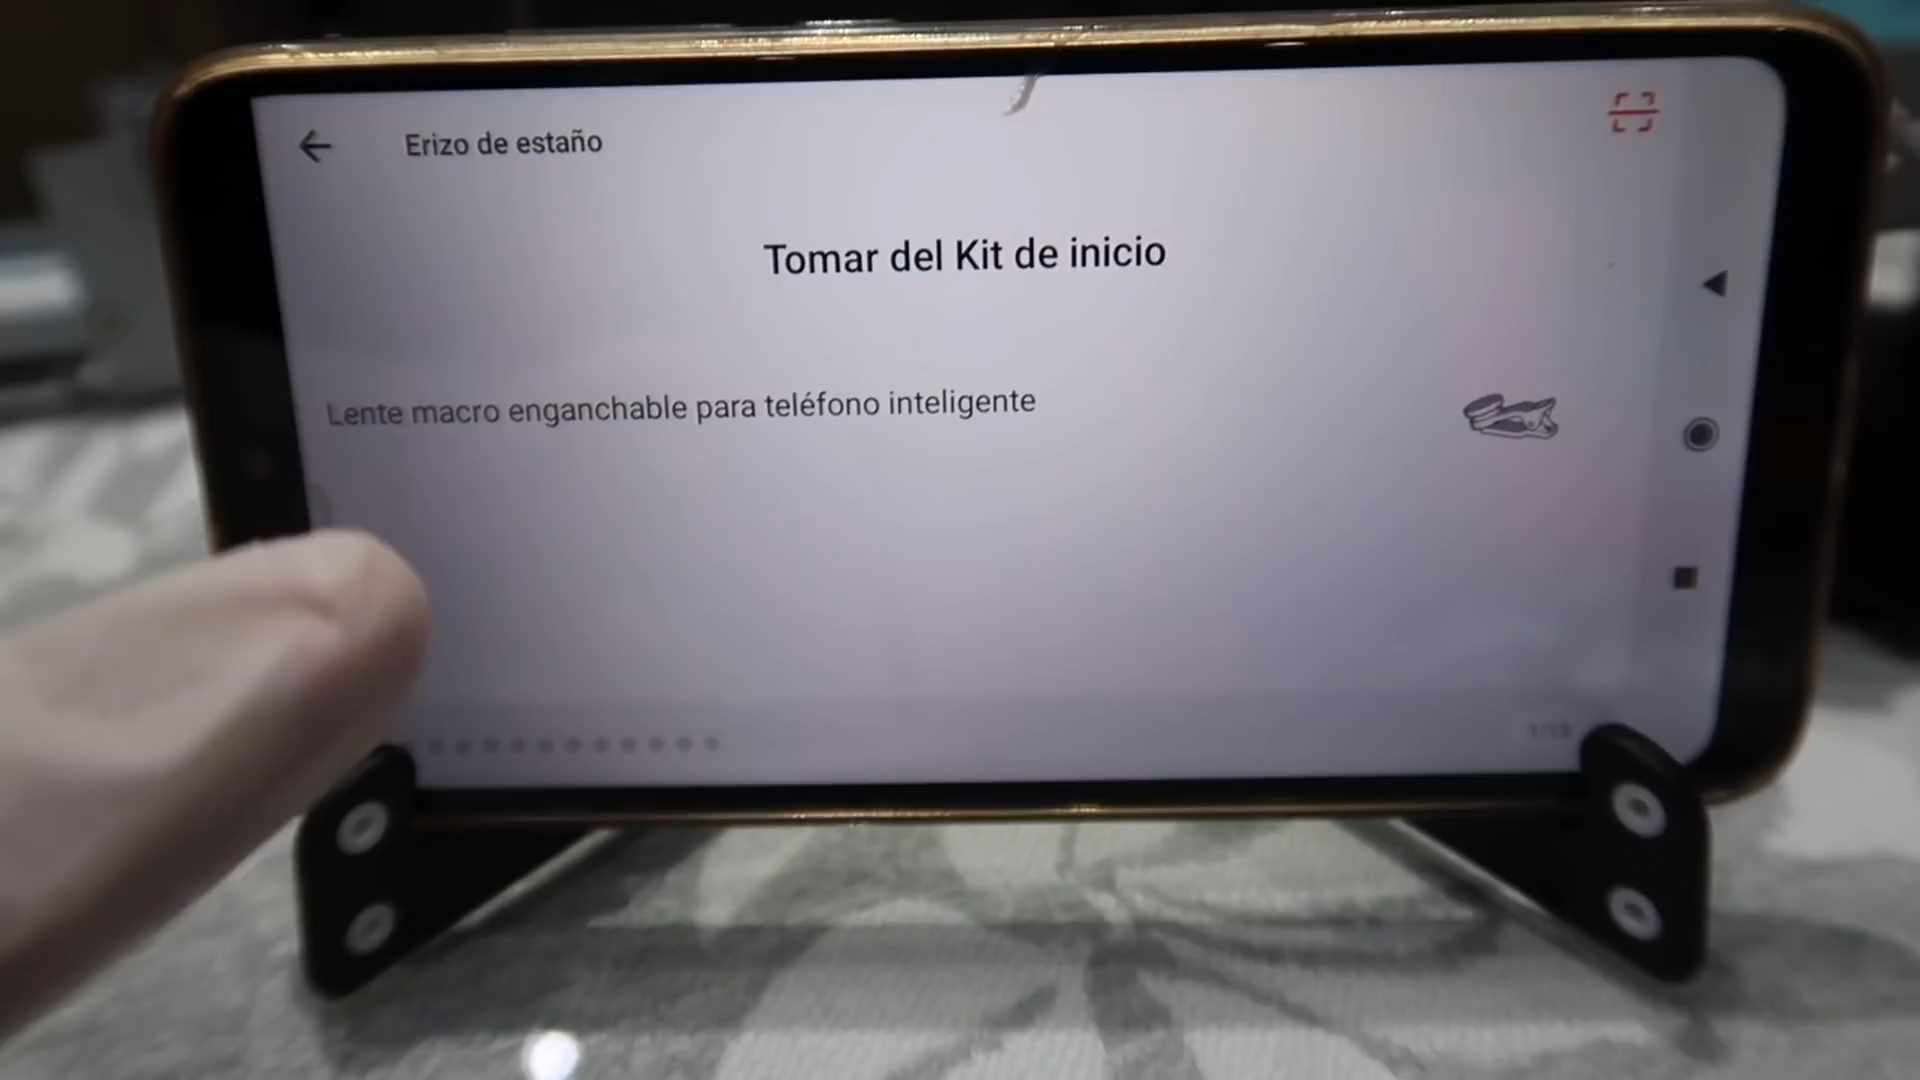 Erizo de estaño
Tomar del Kit de inicio
Lente macro enganchable para teléfono inteligente